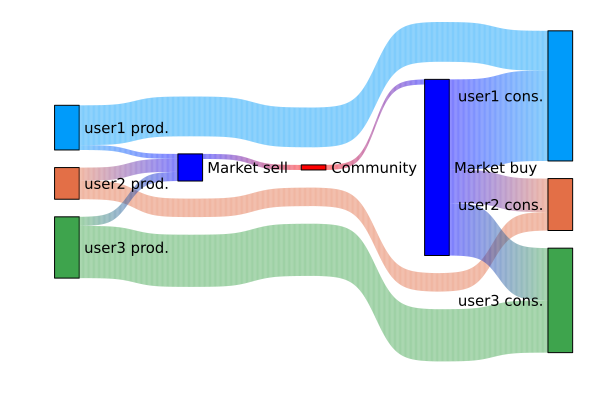 user1 prod.
user2 prod.
user3 prod.
Market sell
Community
Market buy
user1 cons.
user2 cons.
user3 cons.